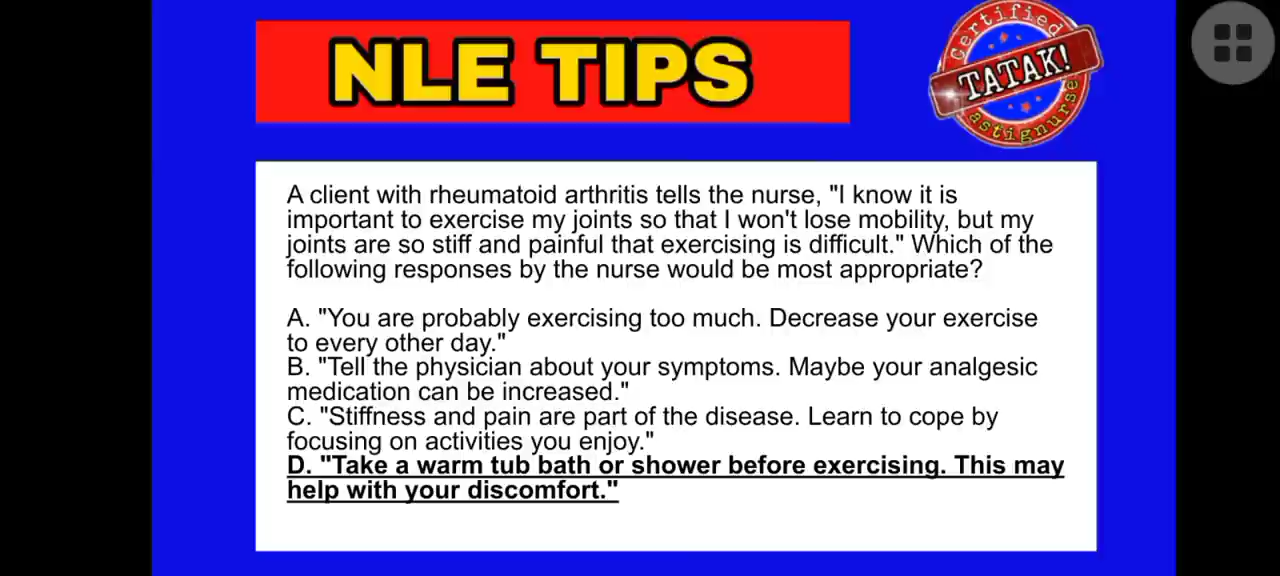 NLE TIPS
Certified
TATAK!
astignurse
A client with rheumatoid arthritis tells the nurse, "I know it is
important to exercise my joints so that I won't lose mobility, but my
joints are so stiff and painful that exercising is difficult." Which of the
following responses by the nurse would be most appropriate?
A. "You are probably exercising too much. Decrease your exercise
to every other day."
B. "Tell the physician about your symptoms. Maybe your analgesic
medication can be increased."
C. "Stiffness and pain are part of the disease. Learn to cope by
focusing on activities you enjoy."
D. "Take a warm tub bath or shower before exercising. This may
help with your discomfort."